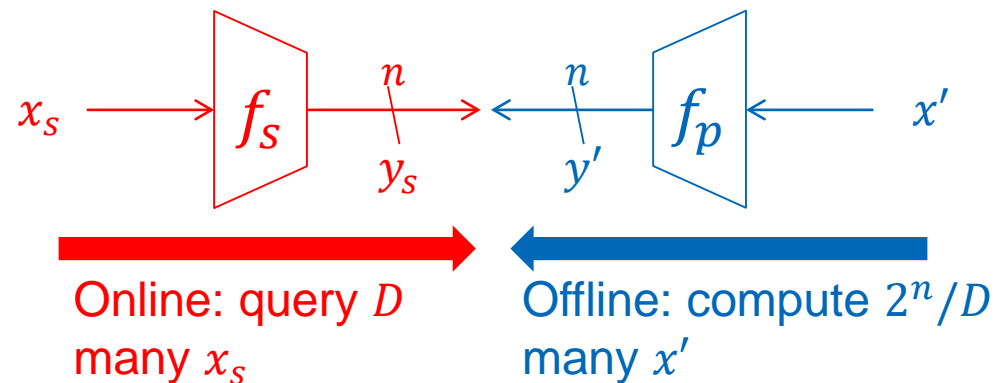 n n
x_s f_s f_p x'
y_s y'
Online: query D
many x_s
Offline: compute 2^n/D
many x'